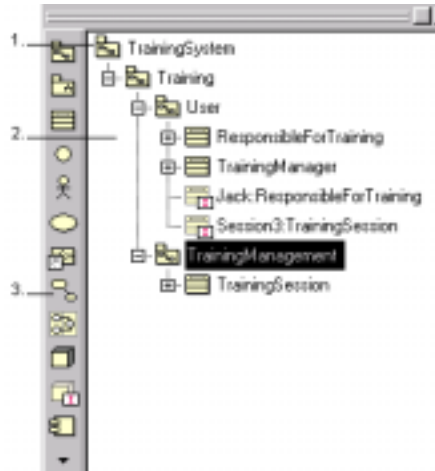 1. TrainingSystem
Training
User
2. ResponsibleForTraining
TrainingManager
Jack:ResponsibleForTraining
Session3:TrainingSession
TrainingManagement
3. TrainingSession